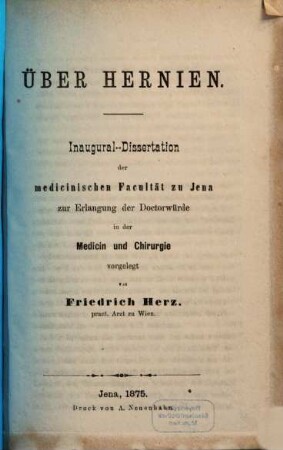 ÜBER HERNIEN.
Inaugural-Dissertation
der
medicinischen Facultät zu Jena
zur Erlangung der Doctorwürde
in der
Medicin und Chirurgie
vorgelegt
von
Friedrich Herz.
pract. Arzt zu Wien.
Jena, 1875.
Druck von A. Neuenhahn.